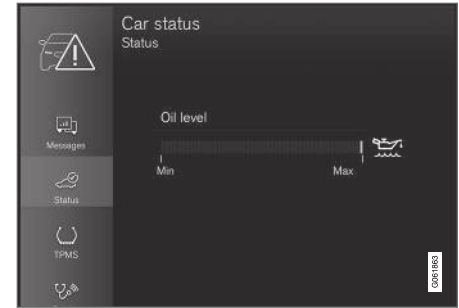 Car status
Status
Messages
Status
TPMS
Oil level
Min
Max
G061863